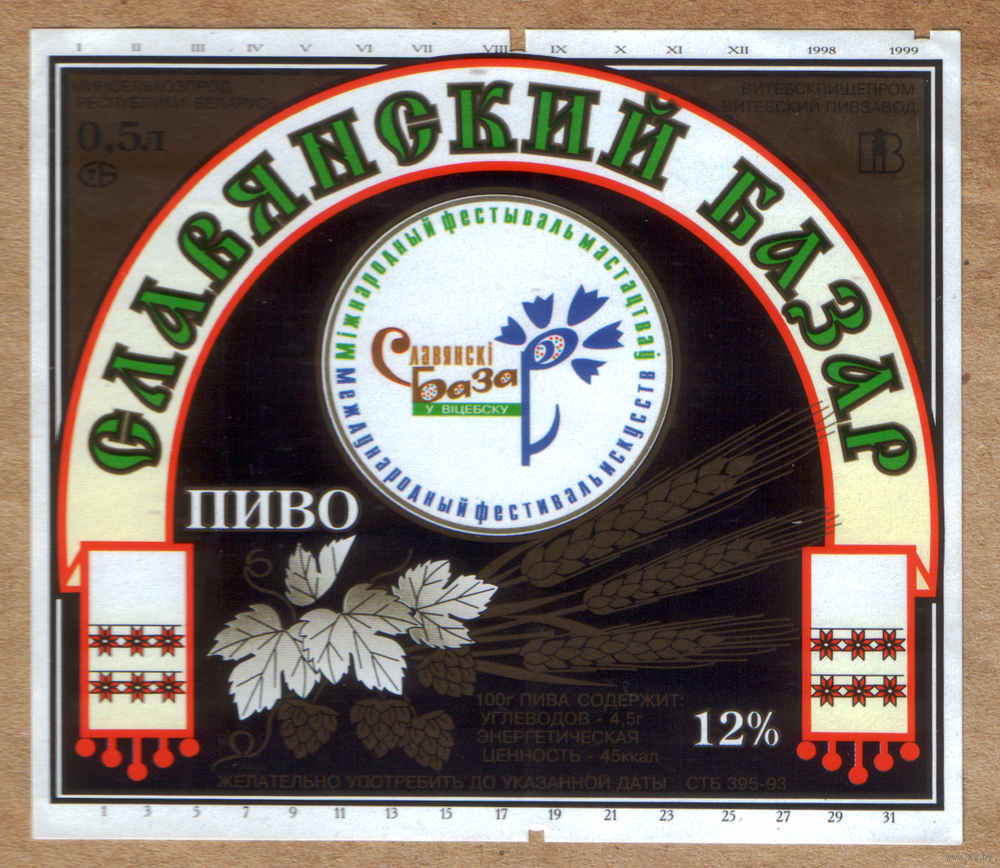 I II III IV V VI VII VIII IX X XI XII 1998 1999
МИНСЕЛЬХОЗПРОД
РЕСПУБЛИКИ БЕЛАРУСЬ
0,5л
СТБ
ВИТЕБСКПИЩЕПРОМ
ВИТЕБСКИЙ ПИВЗАВОД
В
СЛАВЯНСКИЙ БАЗАР
Міжнародный фестываль мастацтваў
Славянскі
базар
У ВІЦЕБСКУ
Международный фестиваль искусств
ПИВО
100г ПИВА СОДЕРЖИТ:
УГЛЕВОДОВ - 4,5г
ЭНЕРГЕТИЧЕСКАЯ
ЦЕННОСТЬ - 45ккал
12%
ЖЕЛАТЕЛЬНО УПОТРЕБИТЬ ДО УКАЗАННОЙ ДАТЫ СТБ 395-93
1 3 5 7 9 11 13 15 17 19 21 23 25 27 29 31